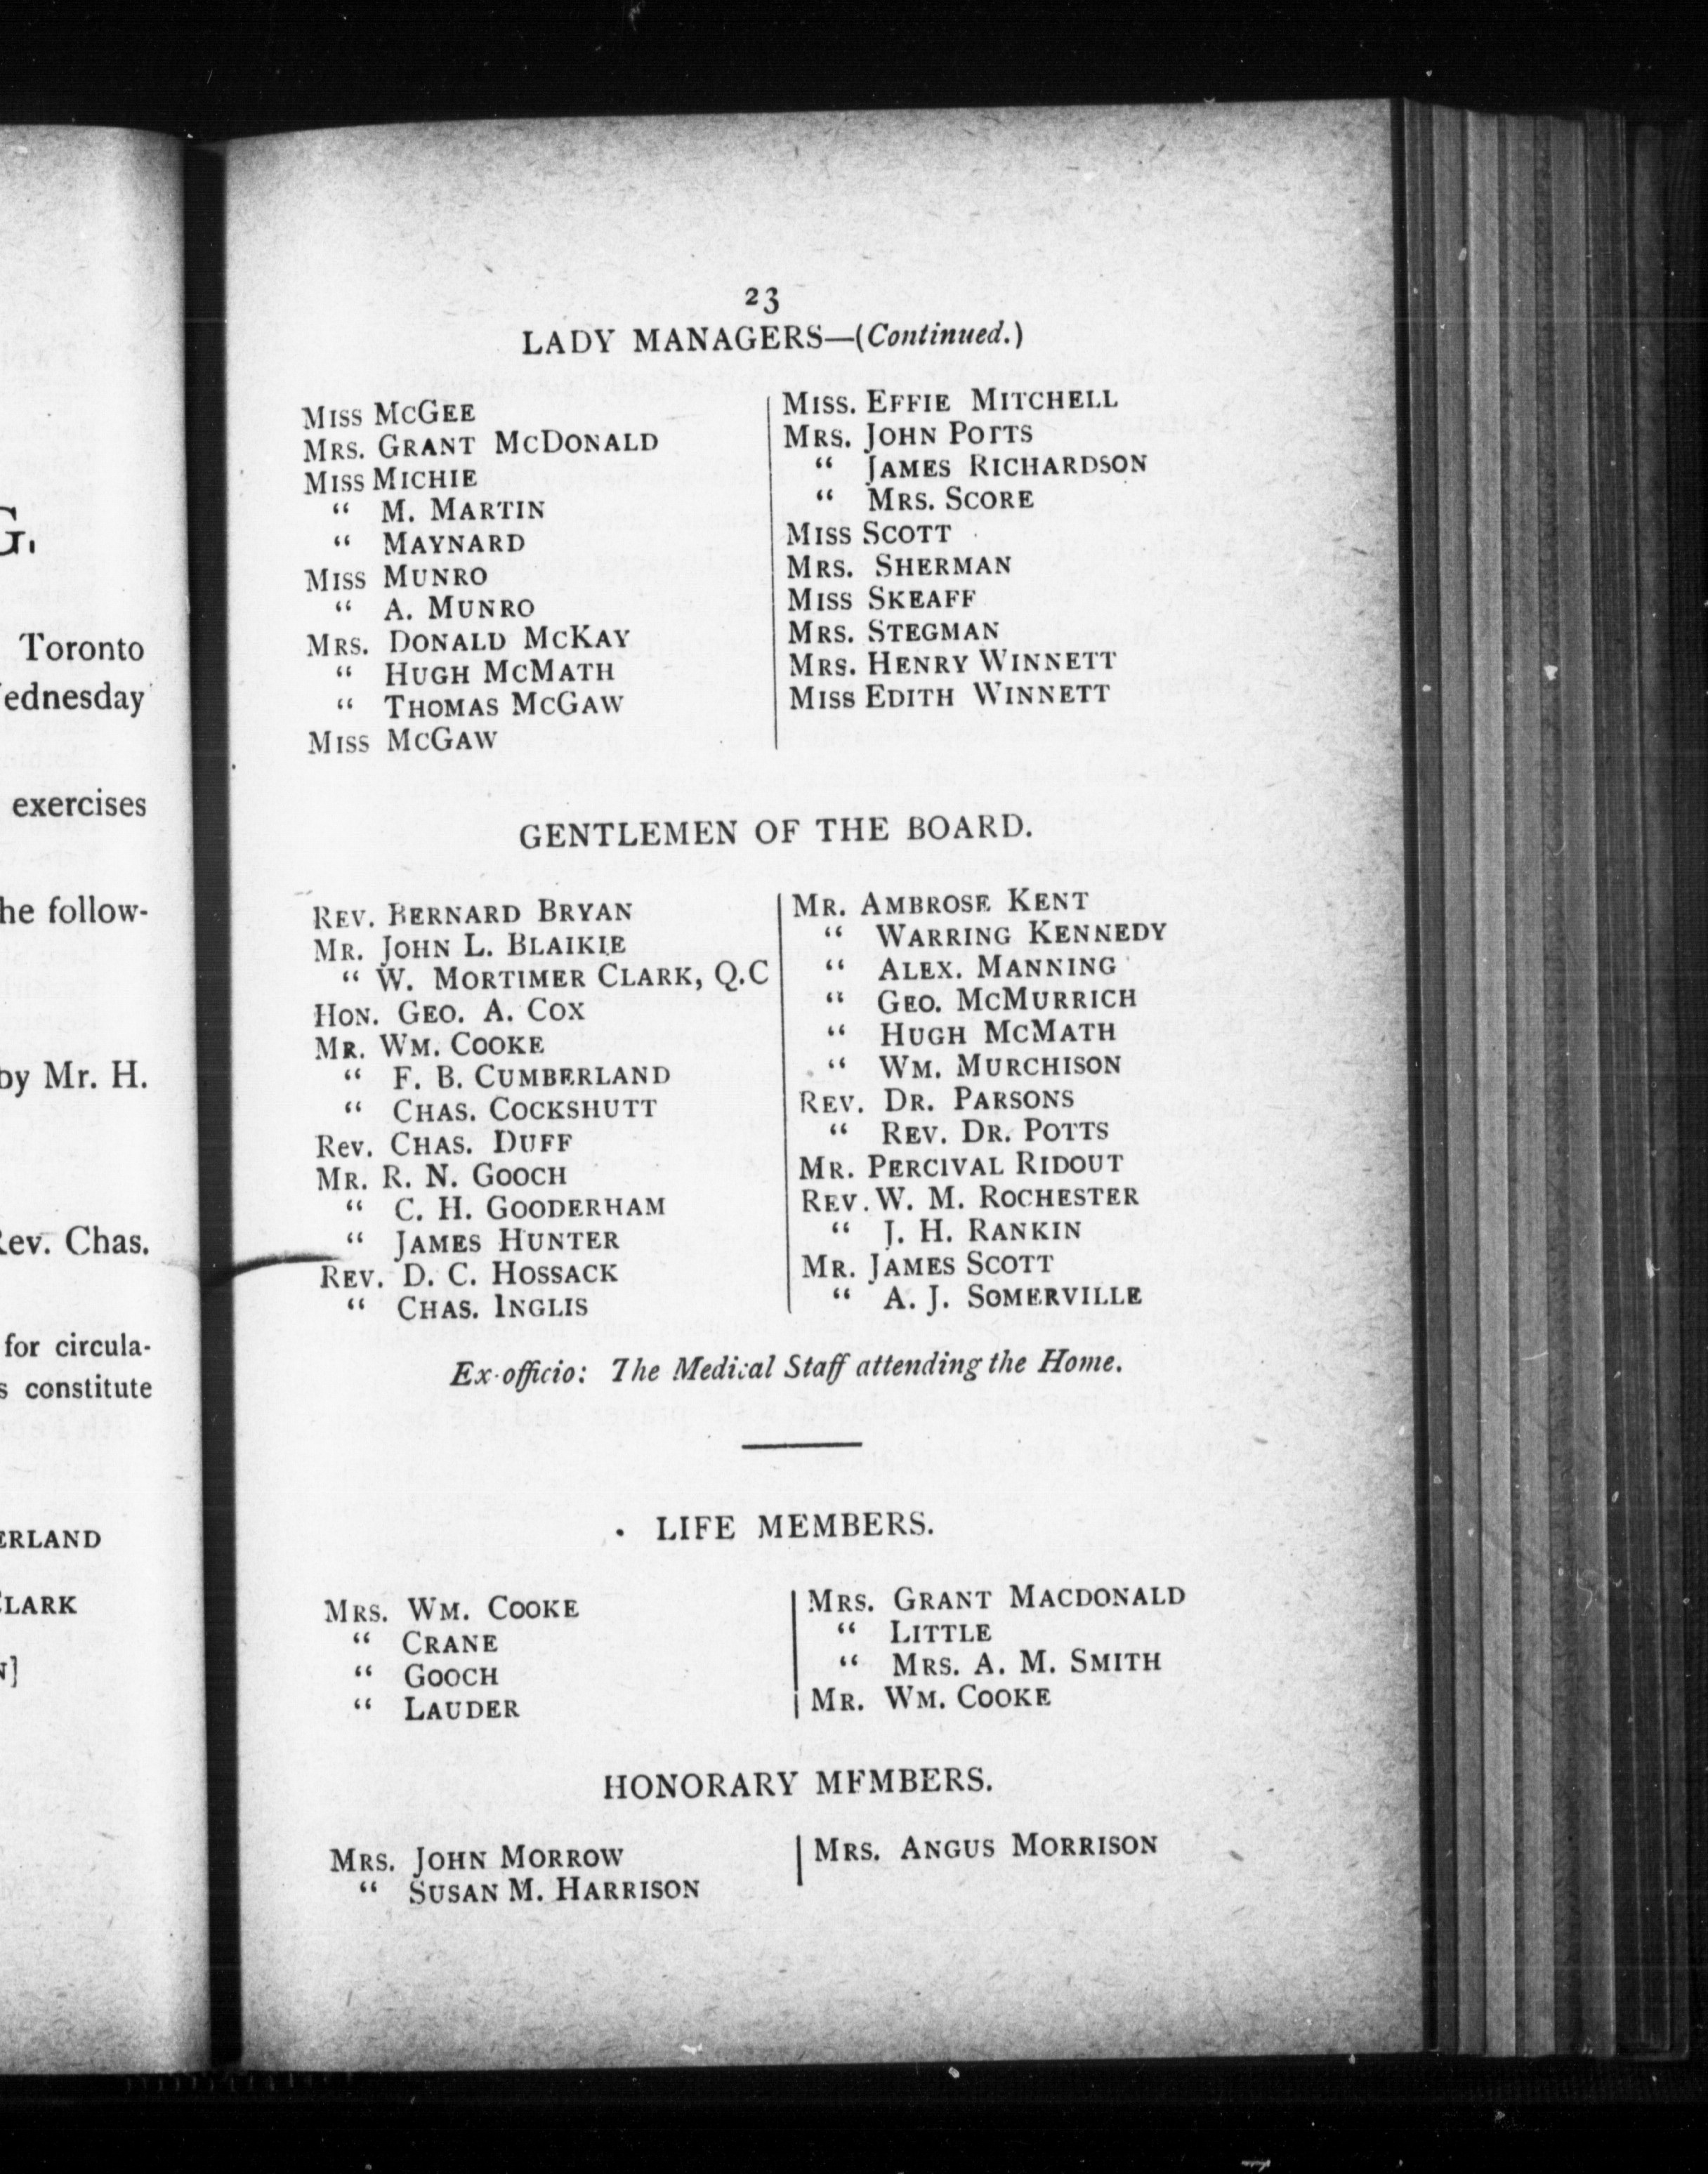 G.
Toronto
ednesday
exercises
he follow-
by Mr. H.
Rev. Chas.
for circula-
s constitute
ERLAND
CLARK
N]
23
LADY MANAGERS—(Continued.)
MISS MCGEE
MRS. GRANT MCDONALD
MISS MICHIE
“ M. MARTIN
“ MAYNARD
MISS MUNRO
“ A. MUNRO
MRS. DONALD MCKAY
“ HUGH MCMATH
“ THOMAS MCGAW
MISS MCGAW
MISS. EFFIE MITCHELL
MRS. JOHN POTTS
“ JAMES RICHARDSON
“ MRS. SCORE
MISS SCOTT
MRS. SHERMAN
MISS SKEAFF
MRS. STEGMAN
MRS. HENRY WINNETT
MISS EDITH WINNETT
GENTLEMEN OF THE BOARD.
REV. BERNARD BRYAN
MR. JOHN L. BLAIKIE
“ W. MORTIMER CLARK, Q.C
HON. GEO. A. COX
MR. WM. COOKE
“ F. B. CUMBERLAND
“ CHAS. COCKSHUTT
Rev. CHAS. DUFF
MR. R. N. GOOCH
“ C. H. GOODERHAM
“ JAMES HUNTER
REV. D. C. HOSSACK
“ CHAS. INGLIS
MR. AMBROSE KENT
“ WARRING KENNEDY
“ ALEX. MANNING
“ GEO. MCMURRICH
“ HUGH MCMATH
“ WM. MURCHISON
REV. DR. PARSONS
“ REV. DR. POTTS
MR. PERCIVAL RIDOUT
REV. W. M. ROCHESTER
“ J. H. RANKIN
MR. JAMES SCOTT
“ A. J. SOMERVILLE
Ex-officio: The Medical Staff attending the Home.
LIFE MEMBERS.
MRS. WM. COOKE
“ CRANE
“ GOOCH
“ LAUDER
MRS. GRANT MACDONALD
“ LITTLE
“ MRS. A. M. SMITH
MR. WM. COOKE
HONORARY MEMBERS.
MRS. JOHN MORROW
“ SUSAN M. HARRISON
MRS. ANGUS MORRISON